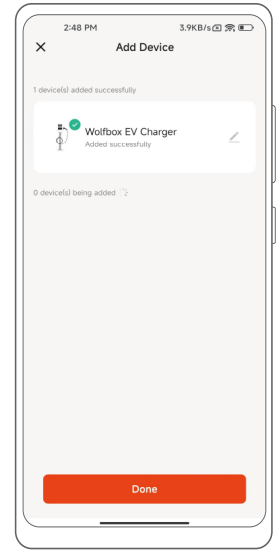 2:48 PM 3.9KB/s
Add Device
1 device(s) added successfully
Wolfbox EV Charger
Added successfully
0 device(s) being added
Done